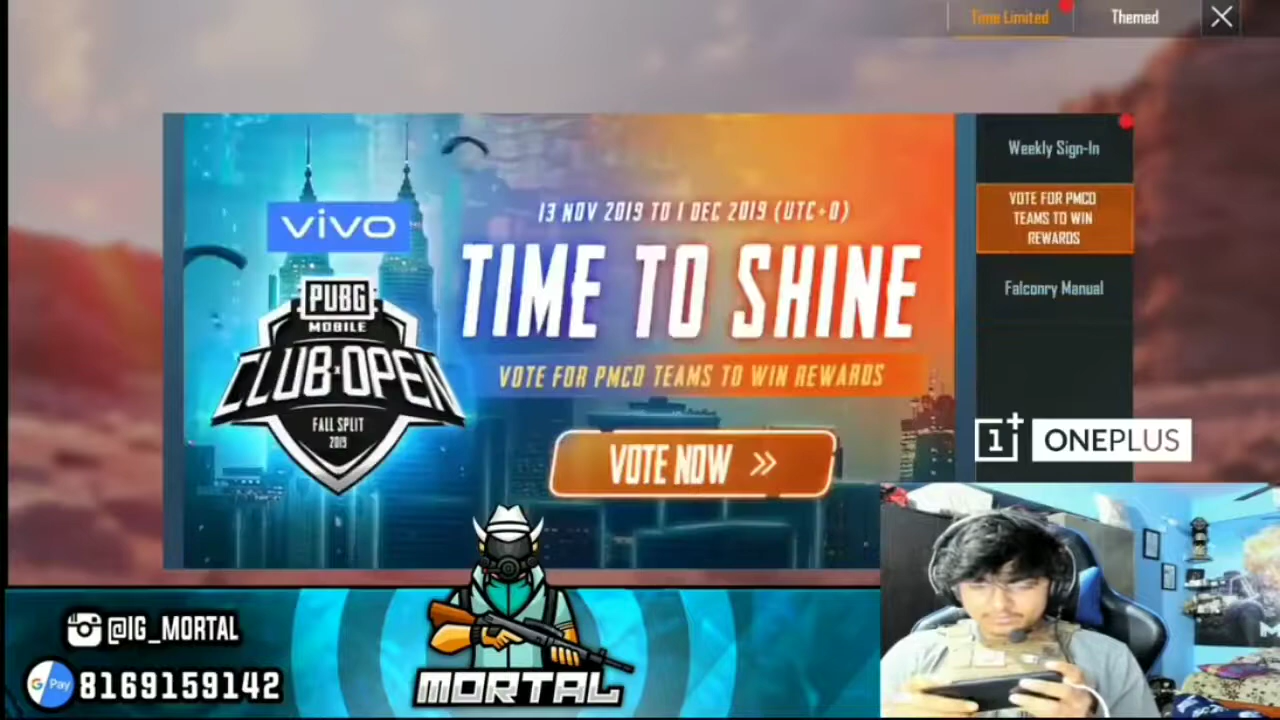 Time Limited
Themed
Weekly Sign-In
VOTE FOR PMCO
TEAMS TO WIN
REWARDS
Falconry Manual
vivo
PUBG
MOBILE
CLUB OPEN
FALL SPLIT
2019
13 NOV 2019 TO 1 DEC 2019 (UTC+0)
TIME TO SHINE
VOTE FOR PMCO TEAMS TO WIN REWARDS
VOTE NOW
1+
ONEPLUS
@IG_MORTAL
G Pay
8169159142
MORTAL